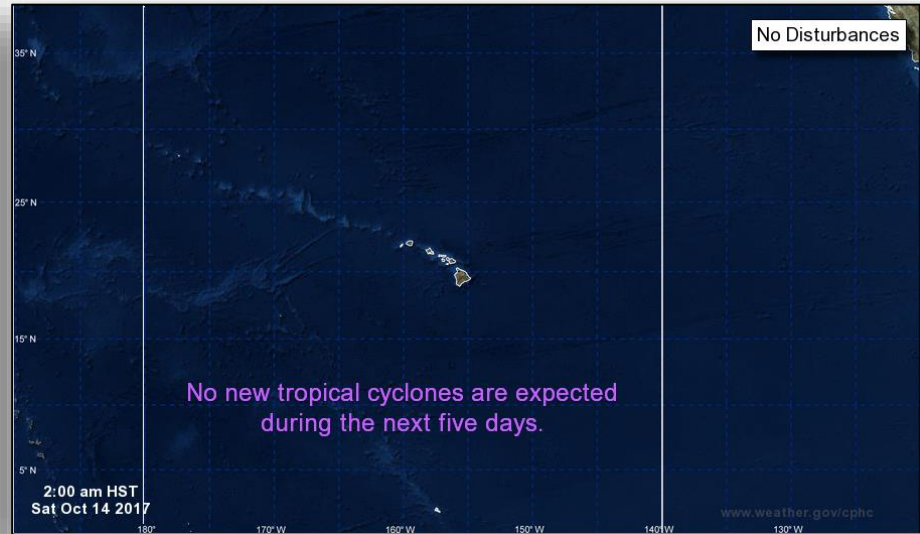 No Disturbances
35° N
25° N
15° N
No new tropical cyclones are expected
during the next five days.
5° N
2:00 am HST
Sat Oct 14 2017
www.weather.gov/cphc
180°
170° W
160° W
150° W
140° W
130° W